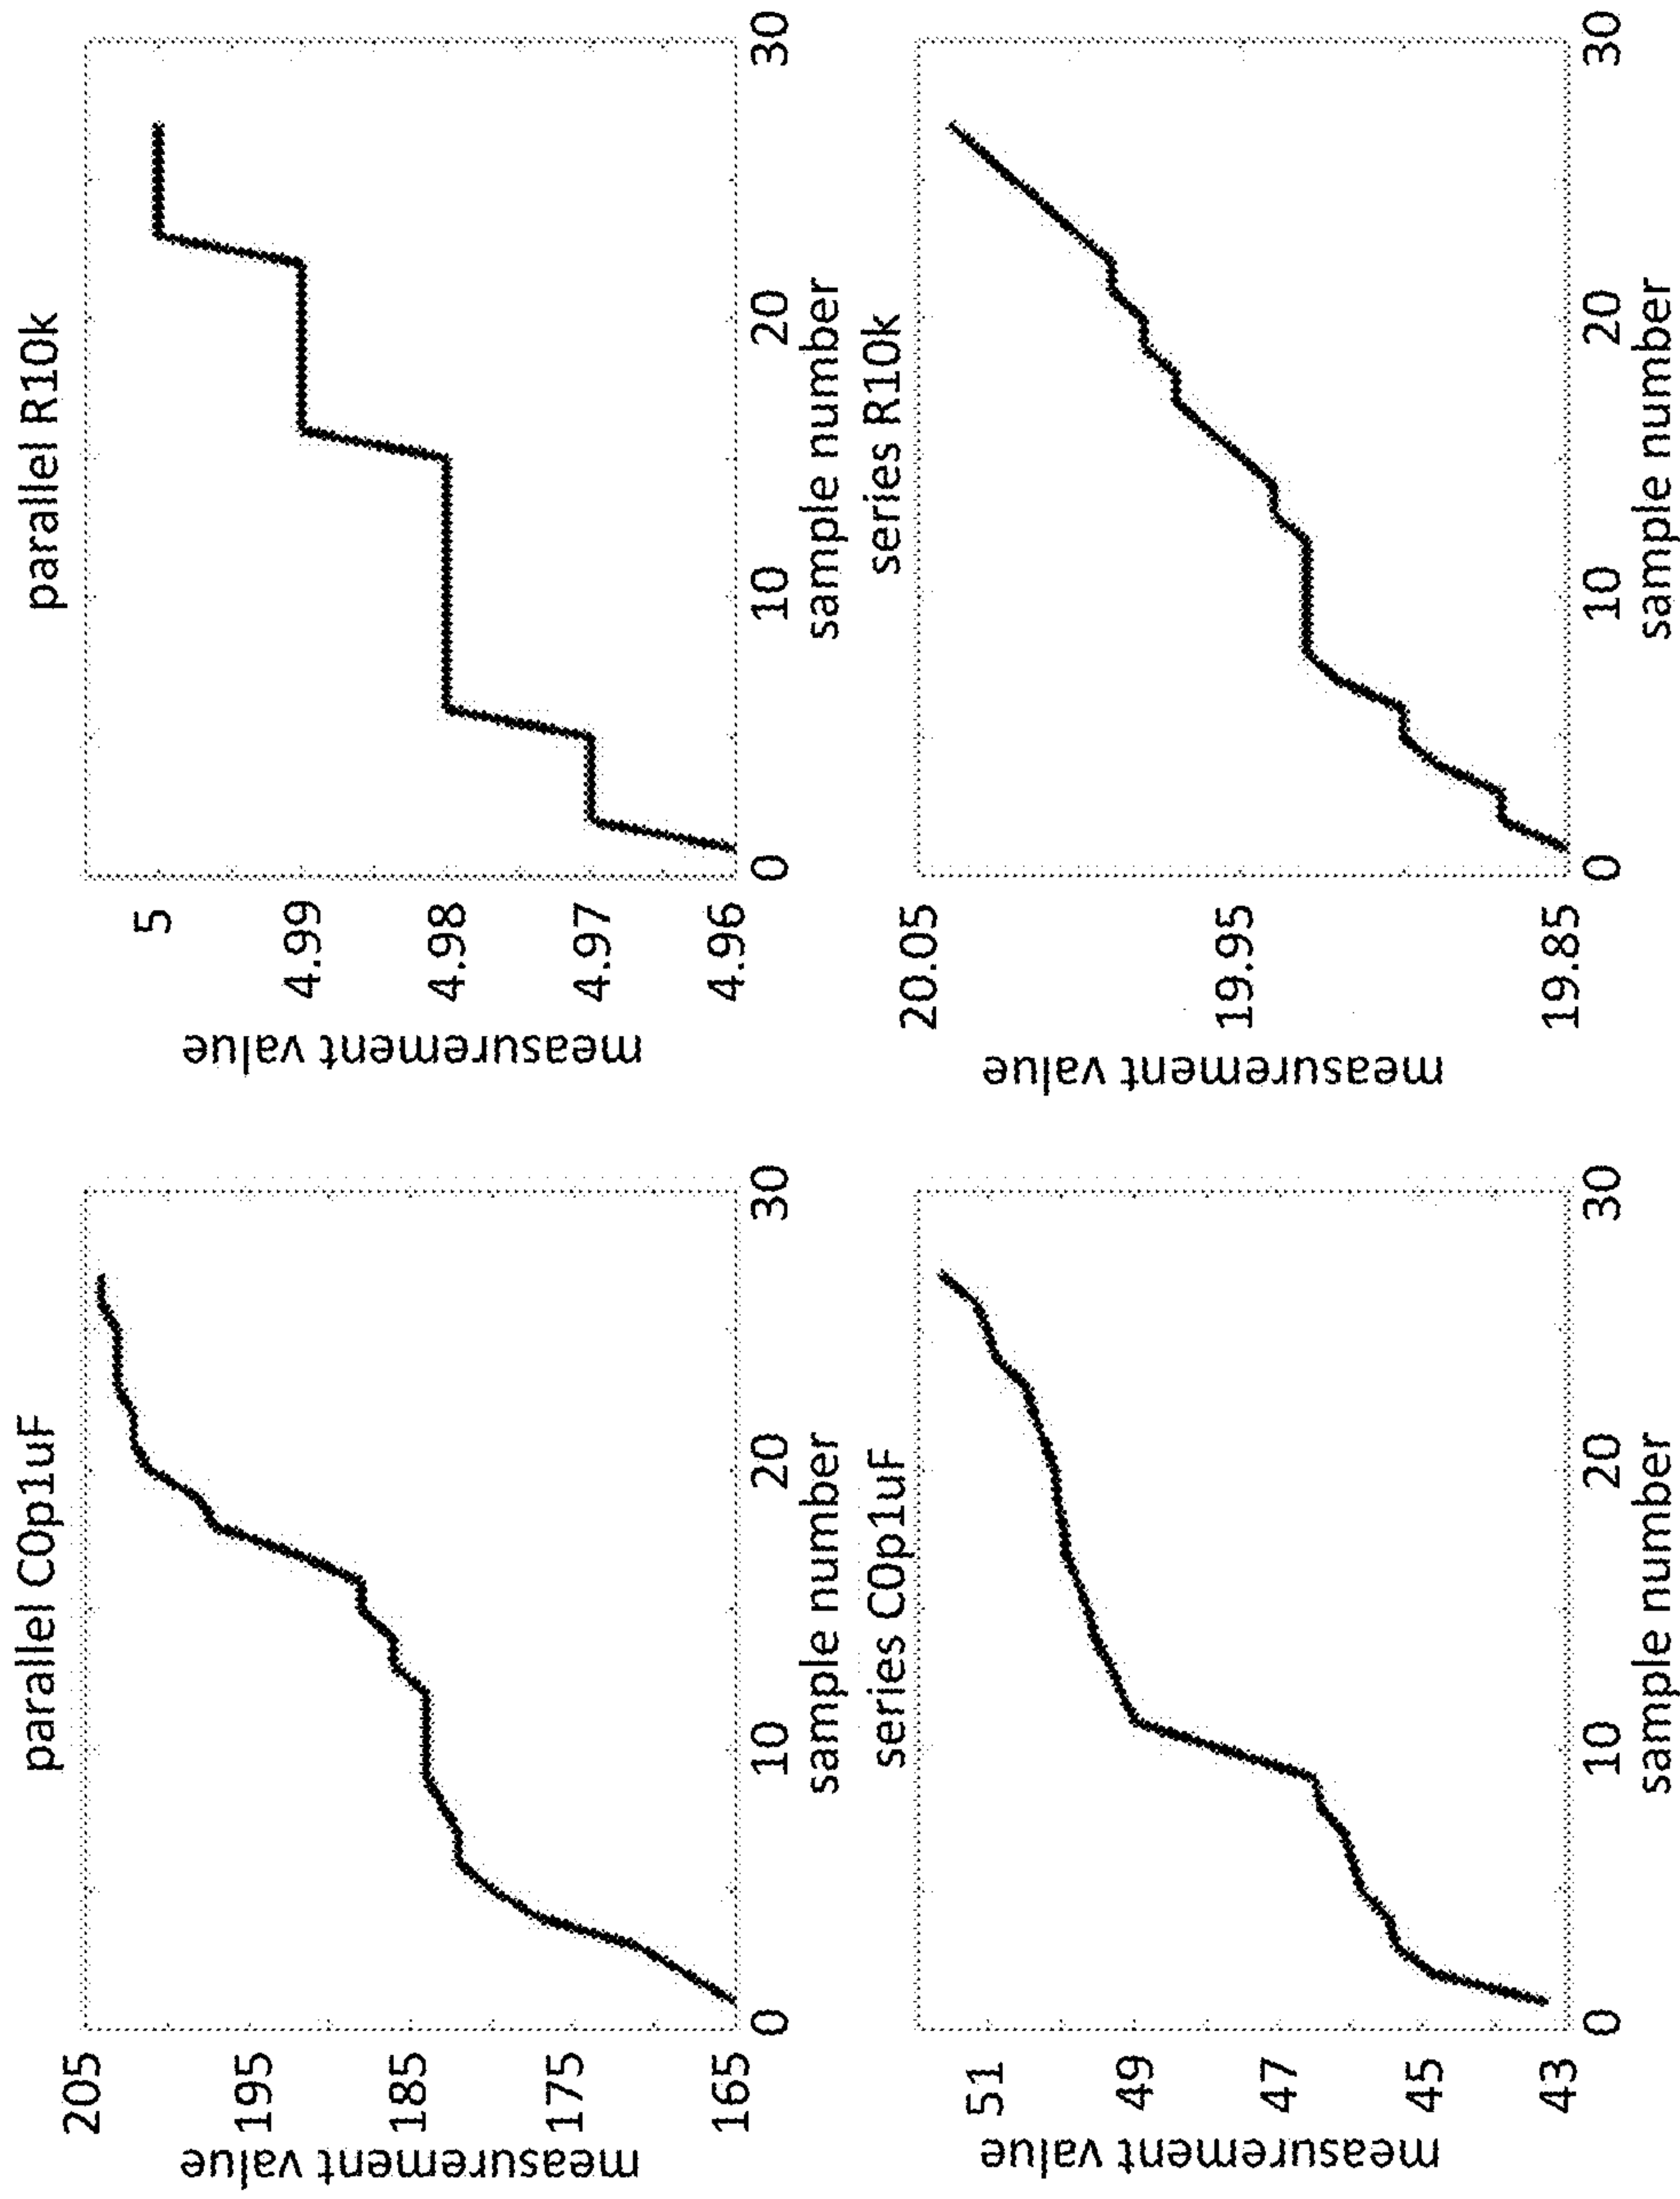 parallel C0p1uF
measurement value
205
195
185
175
165
0
10
20
30
sample number
parallel R10k
measurement value
5
4.99
4.98
4.97
4.96
0
10
20
30
sample number
series C0p1uF
measurement value
51
49
47
45
43
0
10
20
30
sample number
series R10k
measurement value
20.05
19.95
19.85
0
10
20
30
sample number